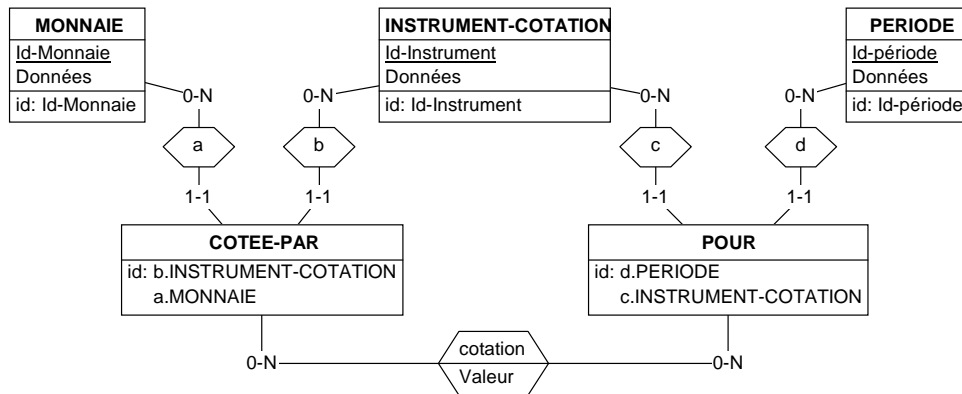 MONNAIE
Id-Monnaie
Données
id: Id-Monnaie
INSTRUMENT-COTATION
Id-Instrument
Données
id: Id-Instrument
PERIODE
Id-période
Données
id: Id-période
0-N
0-N
0-N
0-N
a
b
c
d
1-1
1-1
1-1
1-1
COTEE-PAR
id: b.INSTRUMENT-COTATION
a.MONNAIE
POUR
id: d.PERIODE
c.INSTRUMENT-COTATION
0-N
cotation
Valeur
0-N